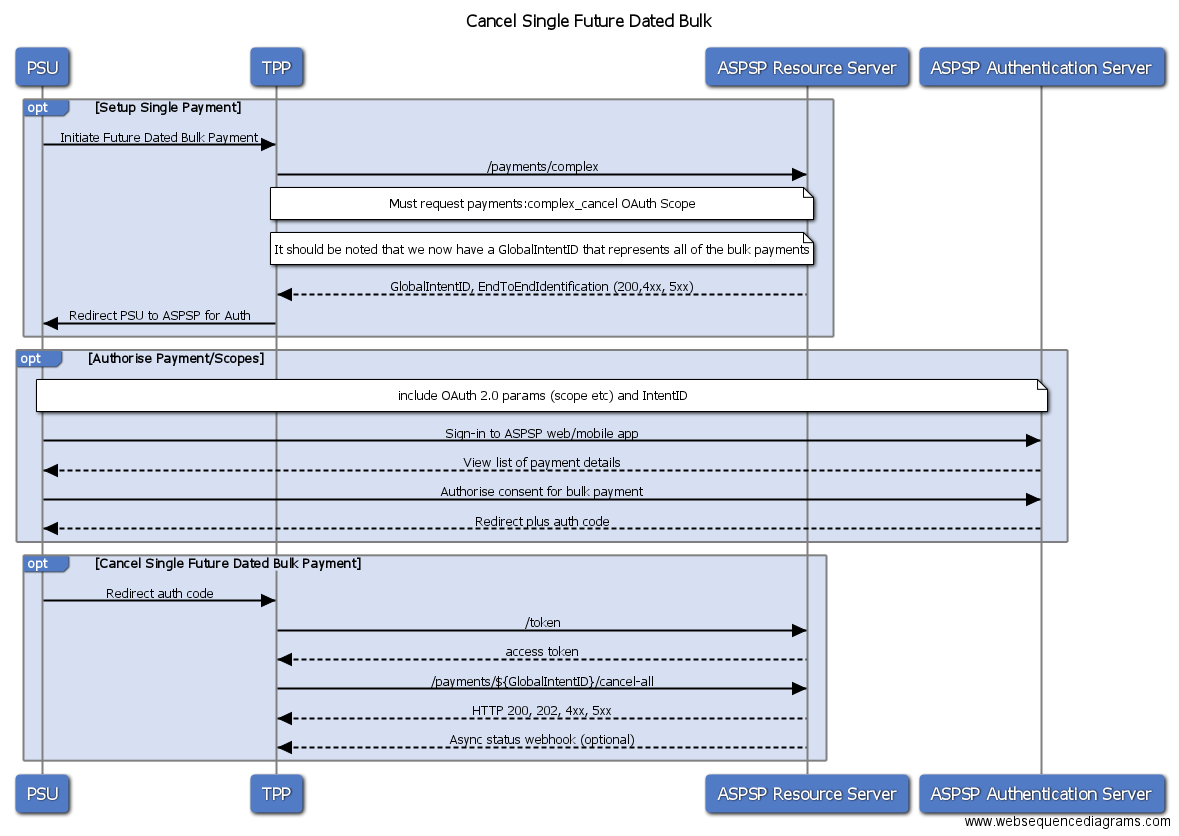 Cancel Single Future Dated Bulk
PSU
TPP
ASPSP Resource Server
ASPSP Authentication Server
opt
[Setup Single Payment]
Initiate Future Dated Bulk Payment
/payments/complex
Must request payments:complex_cancel OAuth Scope
It should be noted that we now have a GlobalIntentID that represents all of the bulk payments
GlobalIntentID, EndToEndIdentification (200,4xx, 5xx)
Redirect PSU to ASPSP for Auth
opt
[Authorise Payment/Scopes]
include OAuth 2.0 params (scope etc) and IntentID
Sign-in to ASPSP web/mobile app
View list of payment details
Authorise consent for bulk payment
Redirect plus auth code
opt
[Cancel Single Future Dated Bulk Payment]
Redirect auth code
/token
access token
/payments/${GlobalIntentID}/cancel-all
HTTP 200, 202, 4xx, 5xx
Async status webhook (optional)
PSU
TPP
ASPSP Resource Server
ASPSP Authentication Server
www.websequencediagrams.com